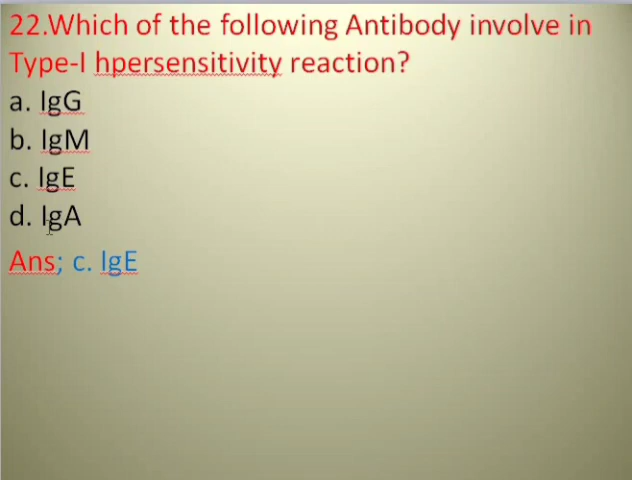 22.Which of the following Antibody involve in
Type-I hpersensitivity reaction?
a. IgG
b. IgM
c. IgE
d. IgA
Ans; c. IgE